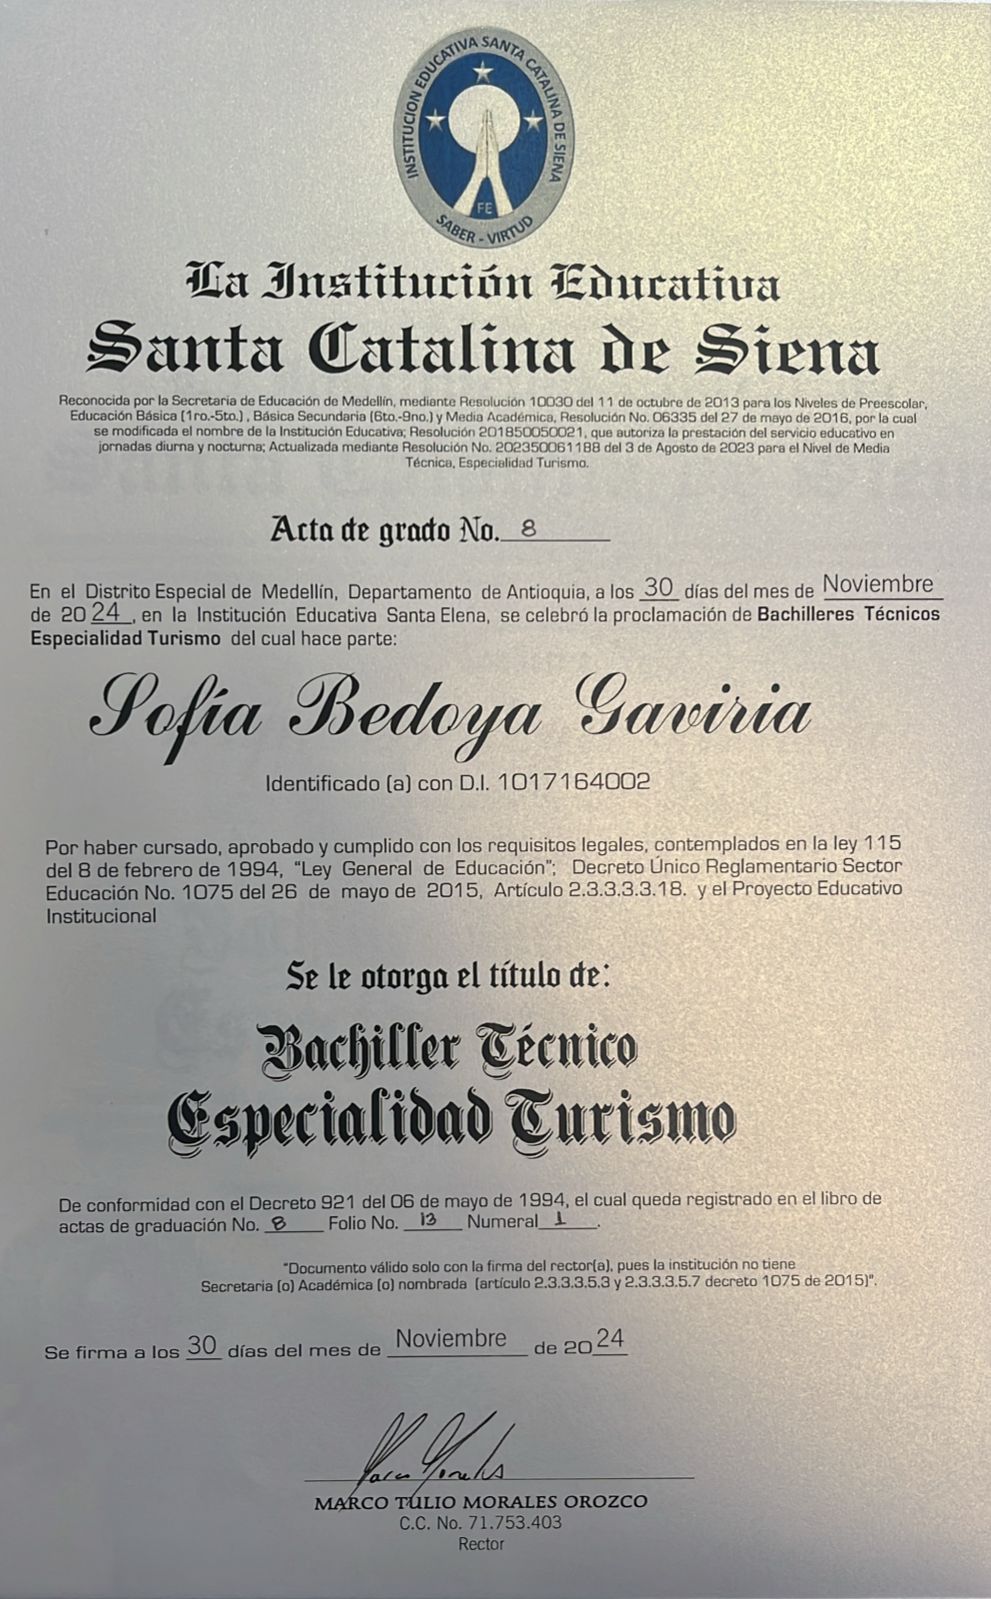 INSTITUCION EDUCATIVA SANTA CATALINA DE SIENA
FE
SABER - VIRTUD
La Institución Educativa
Santa Catalina de Siena
Reconocida por la Secretaria de Educación de Medellín, mediante Resolución 10030 del 11 de octubre de 2013 para los Niveles de Preescolar,
Educación Básica (1ro.-5to.) , Básica Secundaria (6to.-9no.) y Media Académica, Resolución No. 06335 del 27 de mayo de 2016, por la cual
se modificada el nombre de la Institución Educativa; Resolución 201850050021, que autoriza la prestación del servicio educativo en
jornadas diurna y nocturna; Actualizada mediante Resolución No. 202350061188 del 3 de Agosto de 2023 para el Nivel de Media
Técnica, Especialidad Turismo.
Acta de grado No. 8
En el Distrito Especial de Medellín, Departamento de Antioquia, a los 30 días del mes de Noviembre
de 20 24 , en la Institución Educativa Santa Elena, se celebró la proclamación de Bachilleres Técnicos
Especialidad Turismo del cual hace parte:
Sofía Bedoya Gaviria
Identificado (a) con D.I. 1017164002
Por haber cursado, aprobado y cumplido con los requisitos legales, contemplados en la ley 115
del 8 de febrero de 1994, "Ley General de Educación"; Decreto Único Reglamentario Sector
Educación No. 1075 del 26 de mayo de 2015, Artículo 2.3.3.3.3.18. y el Proyecto Educativo
Institucional
Se le otorga el título de:
Bachiller Técnico
Especialidad Turismo
De conformidad con el Decreto 921 del 06 de mayo de 1994, el cual queda registrado en el libro de
actas de graduación No. 8 Folio No. 13 Numeral 1 .
"Documento válido solo con la firma del rector(a), pues la institución no tiene
Secretaria (o) Académica (o) nombrada (artículo 2.3.3.3.5.3 y 2.3.3.3.5.7 decreto 1075 de 2015)".
Se firma a los 30 días del mes de Noviembre de 20 24
Marco Morales
MARCO TULIO MORALES OROZCO
C.C. No. 71.753.403
Rector